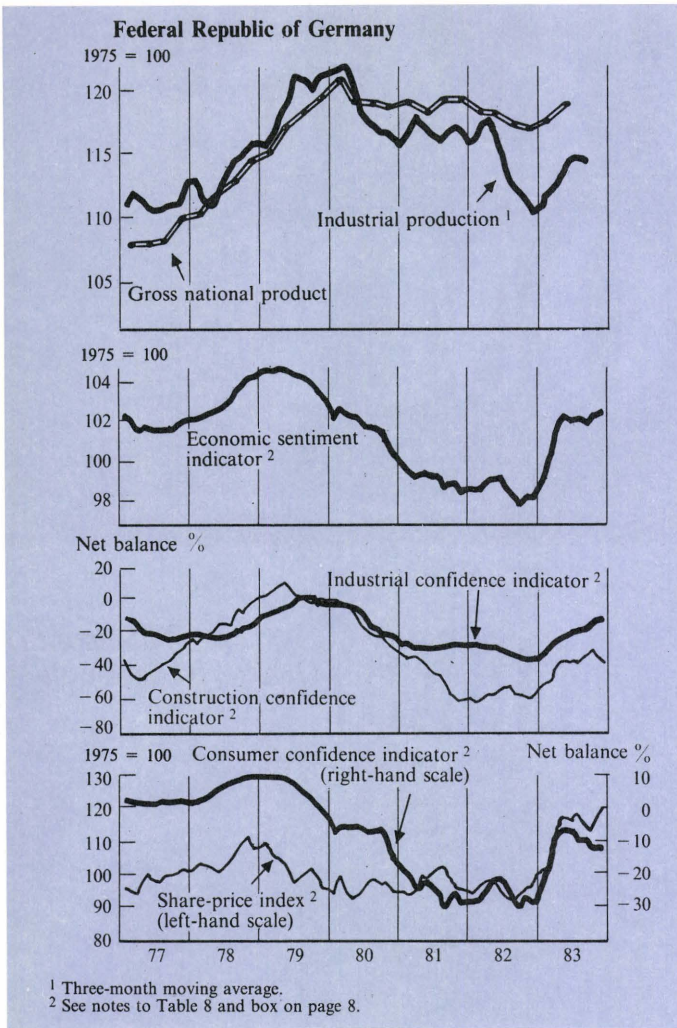 Federal Republic of Germany
1975 = 100
120
115
110
105
Industrial production 1
Gross national product
1975 = 100
104
102
100
98
Economic sentiment
indicator 2
Net balance %
20
0
−20
−40
−60
−80
Industrial confidence indicator 2
Construction confidence
indicator 2
1975 = 100 Consumer confidence indicator 2 Net balance %
(right-hand scale)
130
120
110
100
90
80
10
0
−10
−20
−30
Share-price index 2
(left-hand scale)
77 78 79 80 81 82 83
1 Three-month moving average.
2 See notes to Table 8 and box on page 8.